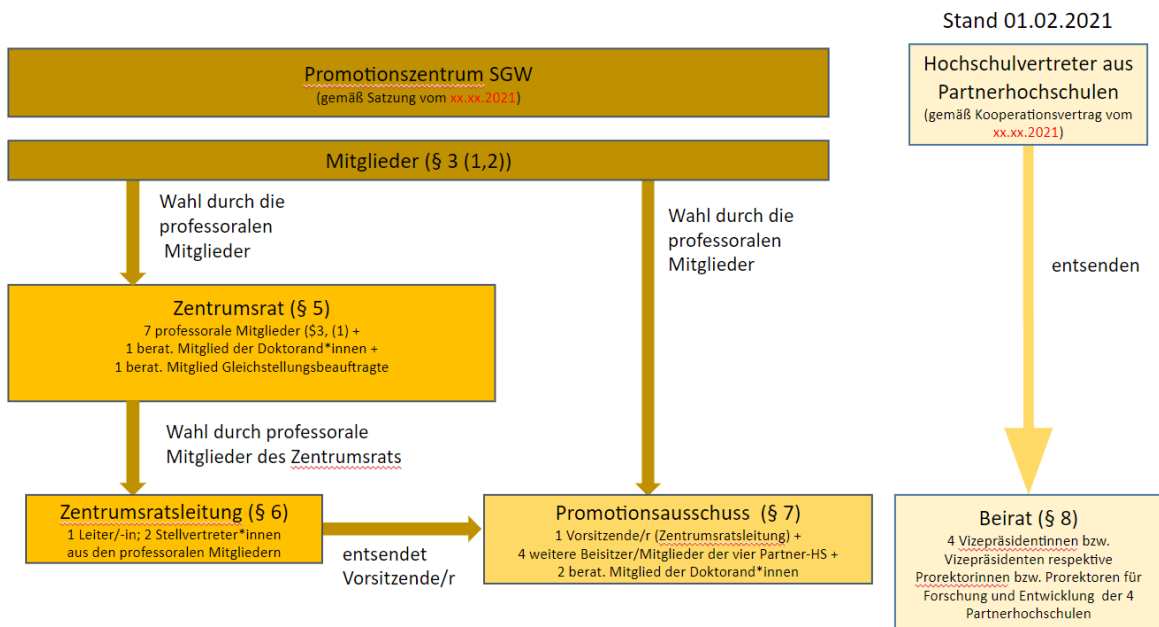 Stand 01.02.2021
Promotionszentrum SGW
(gemäß Satzung vom xx.xx.2021)
Hochschulvertreter aus
Partnerhochschulen
(gemäß Kooperationsvertrag vom
xx.xx.2021)
Mitglieder (§ 3 (1,2))
Wahl durch die
professoralen
Mitglieder
Wahl durch die
professoralen
Mitglieder
entsenden
Zentrumsrat (§ 5)
7 professorale Mitglieder ($3, (1) +
1 berat. Mitglied der Doktorand*innen +
1 berat. Mitglied Gleichstellungsbeauftragte
Wahl durch professorale
Mitglieder des Zentrumsrats
Zentrumsratsleitung (§ 6)
1 Leiter/-in; 2 Stellvertreter*innen
aus den professoralen Mitgliedern
entsendet
Vorsitzende/r
Promotionsausschuss (§ 7)
1 Vorsitzende/r (Zentrumsratsleitung) +
4 weitere Beisitzer/Mitglieder der vier Partner-HS +
2 berat. Mitglied der Doktorand*innen
Beirat (§ 8)
4 Vizepräsidentinnen bzw.
Vizepräsidenten respektive
Prorektorinnen bzw. Prorektoren für
Forschung und Entwicklung der 4
Partnerhochschulen